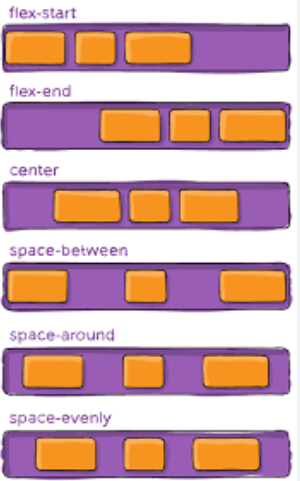 flex-start
flex-end
center
space-between
space-around
space-evenly